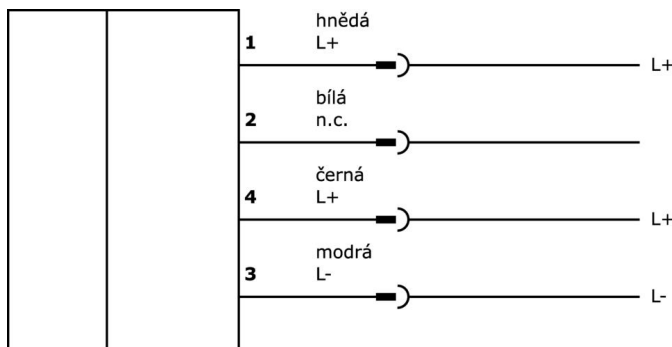 hnědá
1 L+
L+
bílá
2 n.c.
černá
4 L+
L+
modrá
3 L-
L-